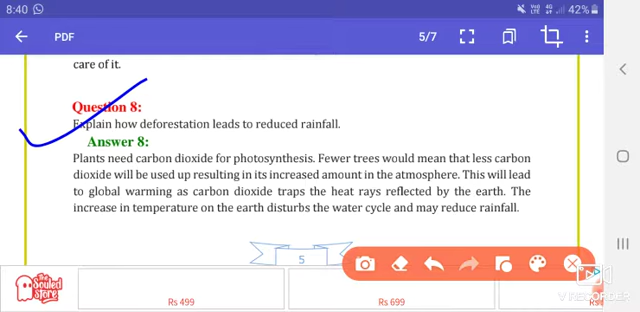 8:40
42%
PDF
5/7
care of it.
Question 8:
Explain how deforestation leads to reduced rainfall.
Answer 8:
Plants need carbon dioxide for photosynthesis. Fewer trees would mean that less carbon
dioxide will be used up resulting in its increased amount in the atmosphere. This will lead
to global warming as carbon dioxide traps the heat rays reflected by the earth. The
increase in temperature on the earth disturbs the water cycle and may reduce rainfall.
5
The
Souled
Store
Rs 499
Rs 699
V RECORDER